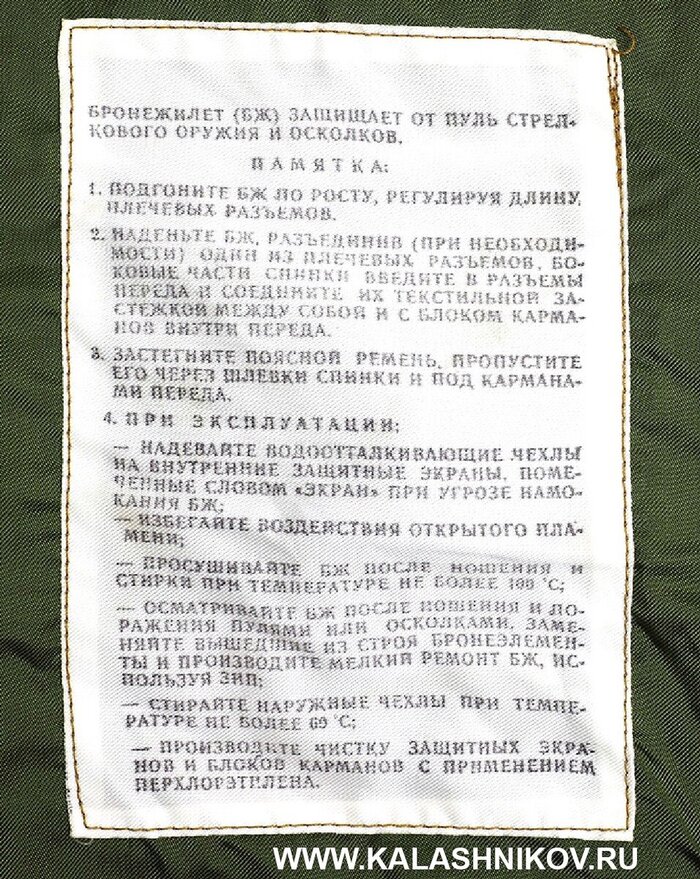 БРОНЕЖИЛЕТ (БЖ) ЗАЩИЩАЕТ ОТ ПУЛЬ СТРЕЛ-
КОВОГО ОРУЖИЯ И ОСКОЛКОВ.
ПАМЯТКА:
1. ПОДГОНИТЕ БЖ ПО РОСТУ, РЕГУЛИРУЯ ДЛИНУ
ПЛЕЧЕВЫХ РАЗЪЕМОВ.
2. НАДЕНЬТЕ БЖ, РАЗЪЕДИНИВ (ПРИ НЕОБХОДИ-
МОСТИ) ОДИН ИЗ ПЛЕЧЕВЫХ РАЗЪЕМОВ, БО-
КОВЫЕ ЧАСТИ СПИНКИ ВВЕДИТЕ В РАЗЪЕМЫ
ПЕРЕДА И СОЕДИНИТЕ ИХ ТЕКСТИЛЬНОЙ ЗА-
СТЕЖКОЙ МЕЖДУ СОБОЙ И С БЛОКОМ КАРМА-
НОВ ВНУТРИ ПЕРЕДА.
3. ЗАСТЕГНИТЕ ПОЯСНОЙ РЕМЕНЬ, ПРОПУСТИТЕ
ЕГО ЧЕРЕЗ ШЛЕВКИ СПИНКИ И ПОД КАРМАНА-
МИ ПЕРЕДА.
4. ПРИ ЭКСПЛУАТАЦИИ:
— НАДЕВАЙТЕ ВОДООТТАЛКИВАЮЩИЕ ЧЕХЛЫ
НА ВНУТРЕННИЕ ЗАЩИТНЫЕ ЭКРАНЫ, ПОМЕ-
ЧЕННЫЕ СЛОВОМ «ЭКРАН» ПРИ УГРОЗЕ НАМО-
КАНИЯ БЖ;
— ИЗБЕГАЙТЕ ВОЗДЕЙСТВИЯ ОТКРЫТОГО ПЛА-
МЕНИ;
— ПРОСУШИВАЙТЕ БЖ ПОСЛЕ НОШЕНИЯ И
СТИРКИ ПРИ ТЕМПЕРАТУРЕ НЕ БОЛЕЕ 100 °С;
— ОСМАТРИВАЙТЕ БЖ ПОСЛЕ НОШЕНИЯ И ПО-
РАЖЕНИЯ ПУЛЯМИ ИЛИ ОСКОЛКАМИ, ЗАМЕ-
НЯЙТЕ ВЫШЕДШИЕ ИЗ СТРОЯ БРОНЕЭЛЕМЕН-
ТЫ И ПРОИЗВОДИТЕ МЕЛКИЙ РЕМОНТ БЖ, ИС-
ПОЛЬЗУЯ ЗИП;
— СТИРАЙТЕ НАРУЖНЫЕ ЧЕХЛЫ ПРИ ТЕМПЕ-
РАТУРЕ НЕ БОЛЕЕ 60 °С;
— ПРОИЗВОДИТЕ ЧИСТКУ ЗАЩИТНЫХ ЭКРА-
НОВ И БЛОКОВ КАРМАНОВ С ПРИМЕНЕНИЕМ
ПЕРХЛОРЭТИЛЕНА.
WWW.KALASHNIKOV.RU